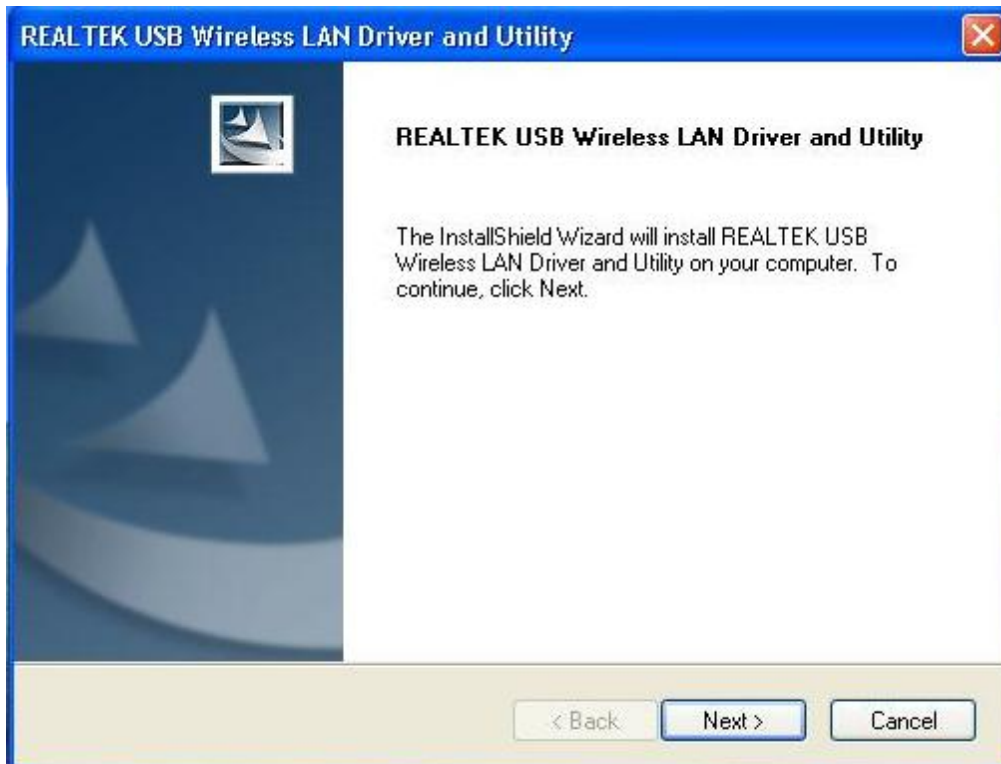 REALTEK USB Wireless LAN Driver and Utility
REALTEK USB Wireless LAN Driver and Utility
The InstallShield Wizard will install REALTEK USB
Wireless LAN Driver and Utility on your computer. To
continue, click Next.
< Back
Next >
Cancel